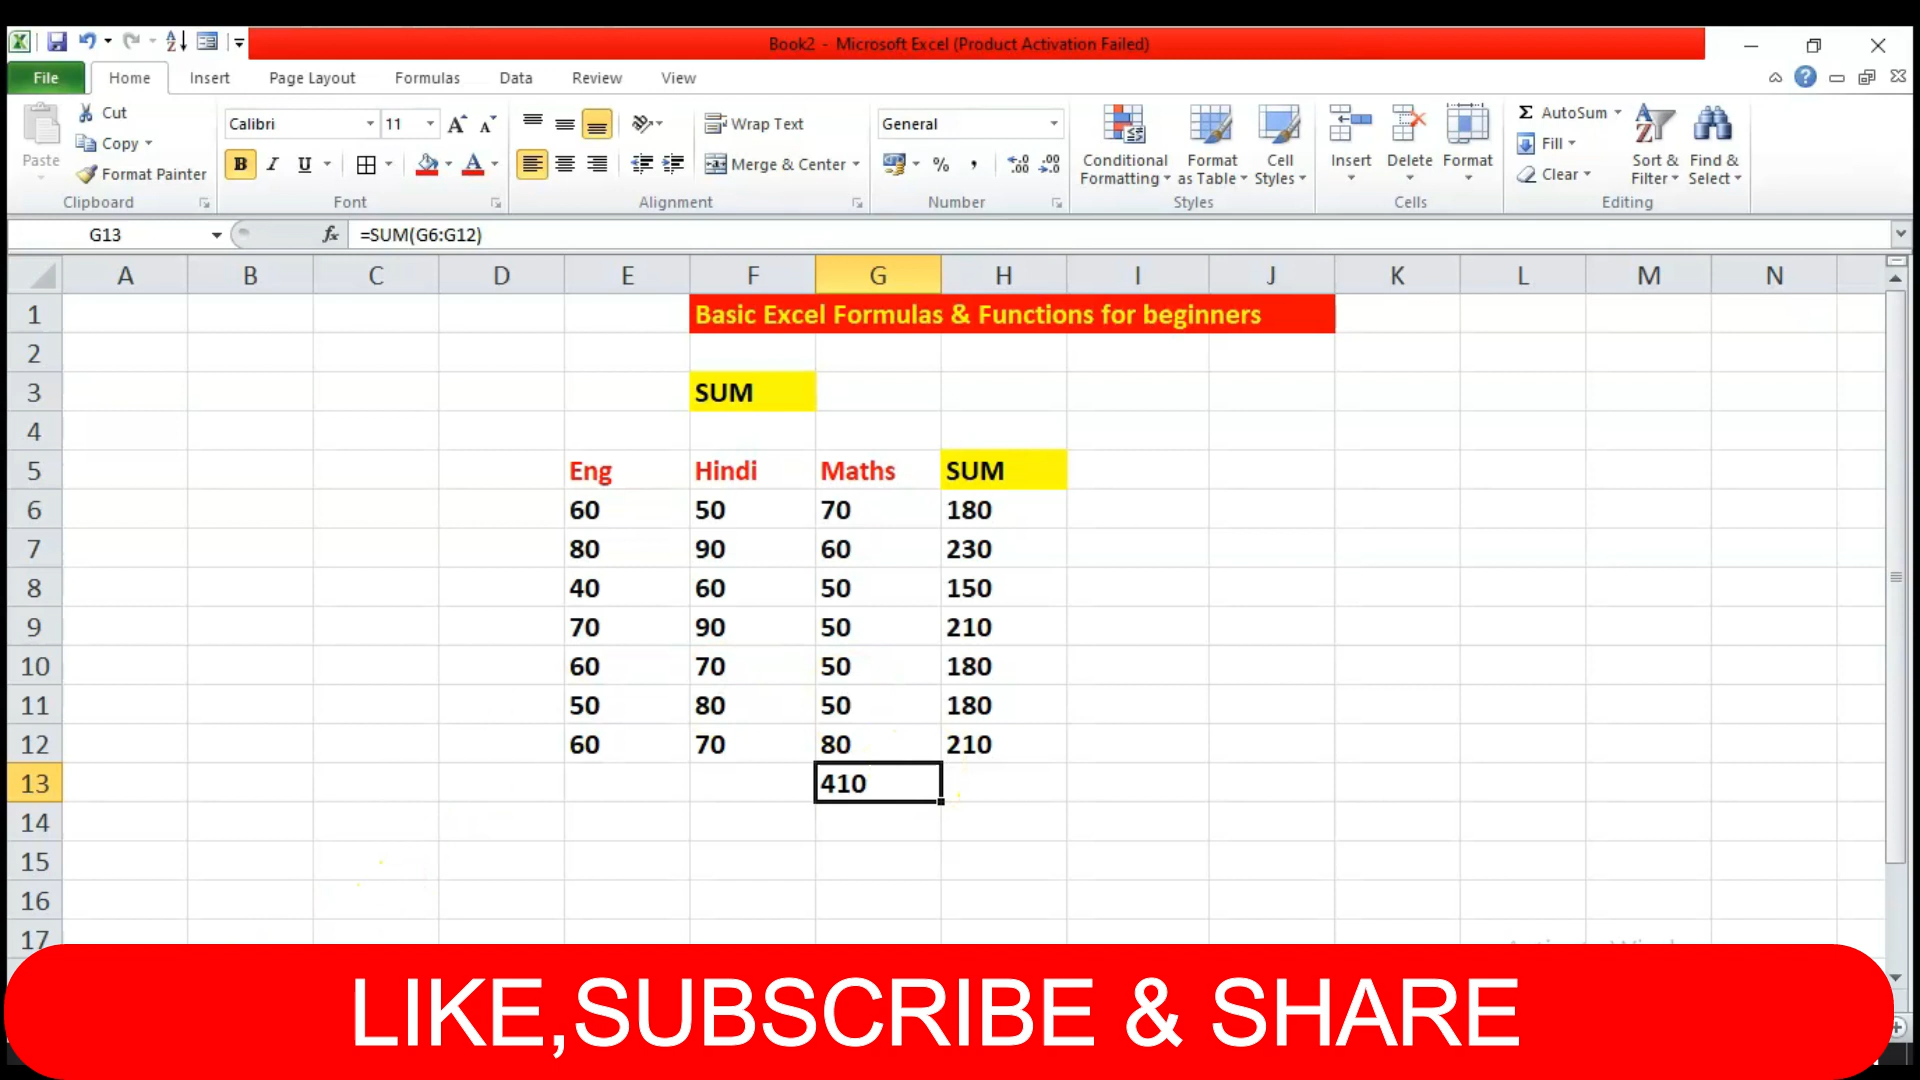 Book2 - Microsoft Excel (Product Activation Failed)
File Home Insert Page Layout Formulas Data Review View
Paste
Cut
Copy
Format Painter
Clipboard
Calibri 11
B I U
Font
Wrap Text
Merge & Center
Alignment
General
%
Number
Conditional Formatting
Format as Table
Cell Styles
Styles
Insert Delete Format
Cells
Σ AutoSum
Fill
Clear
Sort & Filter
Find & Select
Editing
G13 fx =SUM(G6:G12)
A B C D E F G H I J K L M N
1 Basic Excel Formulas & Functions for beginners
2
3 SUM
4
5 Eng Hindi Maths SUM
6 60 50 70 180
7 80 90 60 230
8 40 60 50 150
9 70 90 50 210
10 60 70 50 180
11 50 80 50 180
12 60 70 80 210
13 410
14
15
16
17
LIKE,SUBSCRIBE & SHARE